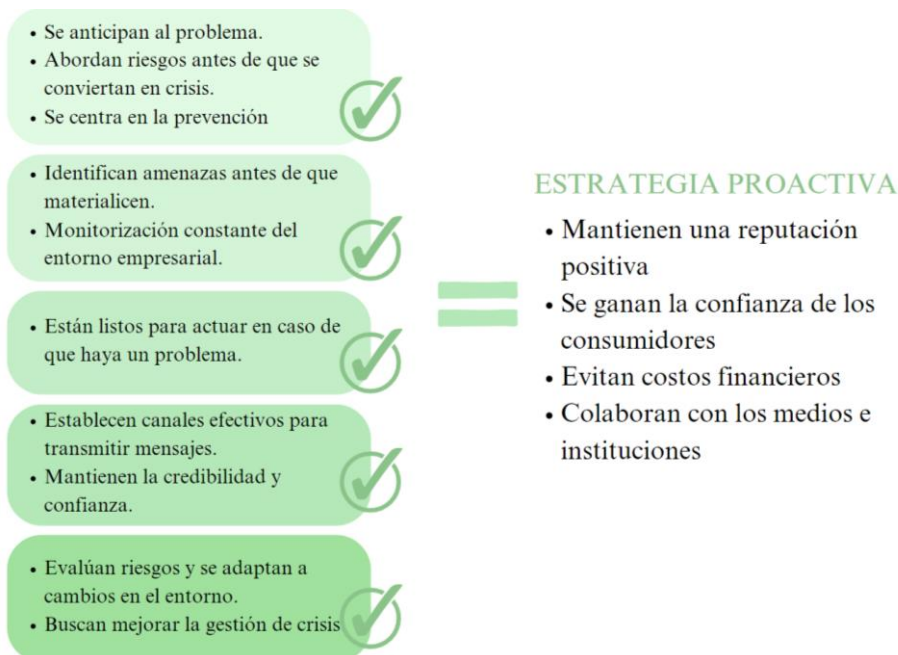 • Se anticipan al problema.
• Abordan riesgos antes de que se
conviertan en crisis.
• Se centra en la prevención
• Identifican amenazas antes de que
materialicen.
• Monitorización constante del
entorno empresarial.
• Están listos para actuar en caso de
que haya un problema.
• Establecen canales efectivos para
transmitir mensajes.
• Mantienen la credibilidad y
confianza.
• Evalúan riesgos y se adaptan a
cambios en el entorno.
• Buscan mejorar la gestión de crisis
=
ESTRATEGIA PROACTIVA
• Mantienen una reputación
positiva
• Se ganan la confianza de los
consumidores
• Evitan costos financieros
• Colaboran con los medios e
instituciones